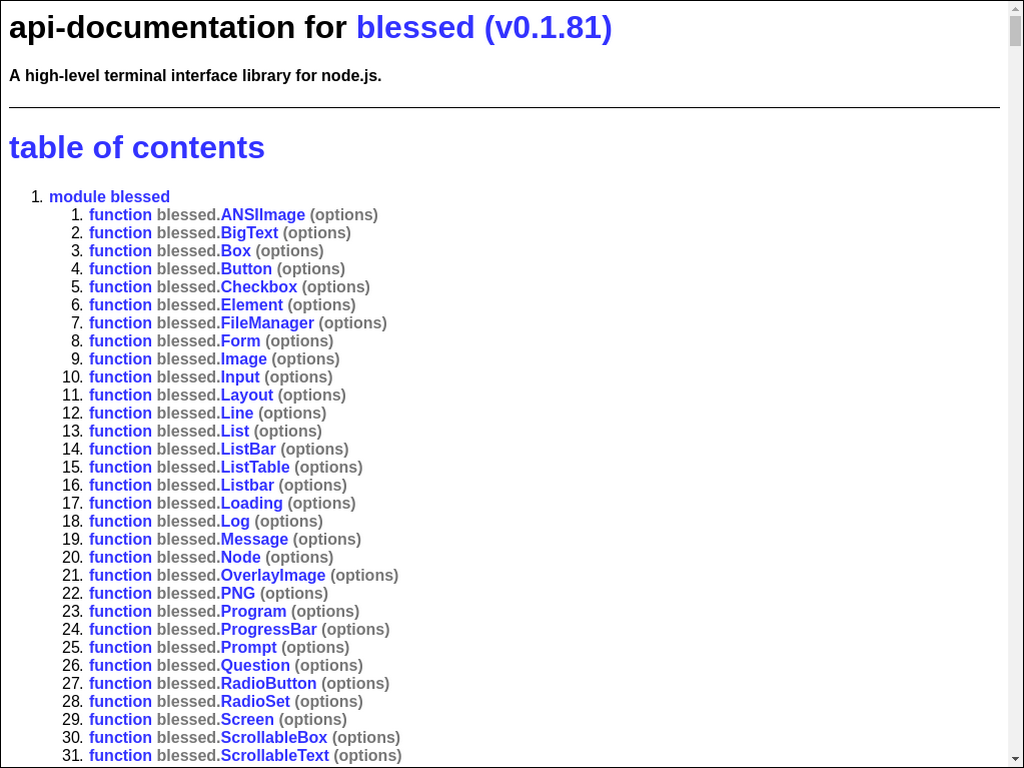 api-documentation for blessed (v0.1.81)
A high-level terminal interface library for node.js.
table of contents
1. module blessed
1. function blessed.ANSIImage (options)
2. function blessed.BigText (options)
3. function blessed.Box (options)
4. function blessed.Button (options)
5. function blessed.Checkbox (options)
6. function blessed.Element (options)
7. function blessed.FileManager (options)
8. function blessed.Form (options)
9. function blessed.Image (options)
10. function blessed.Input (options)
11. function blessed.Layout (options)
12. function blessed.Line (options)
13. function blessed.List (options)
14. function blessed.ListBar (options)
15. function blessed.ListTable (options)
16. function blessed.Listbar (options)
17. function blessed.Loading (options)
18. function blessed.Log (options)
19. function blessed.Message (options)
20. function blessed.Node (options)
21. function blessed.OverlayImage (options)
22. function blessed.PNG (options)
23. function blessed.Program (options)
24. function blessed.ProgressBar (options)
25. function blessed.Prompt (options)
26. function blessed.Question (options)
27. function blessed.RadioButton (options)
28. function blessed.RadioSet (options)
29. function blessed.Screen (options)
30. function blessed.ScrollableBox (options)
31. function blessed.ScrollableText (options)